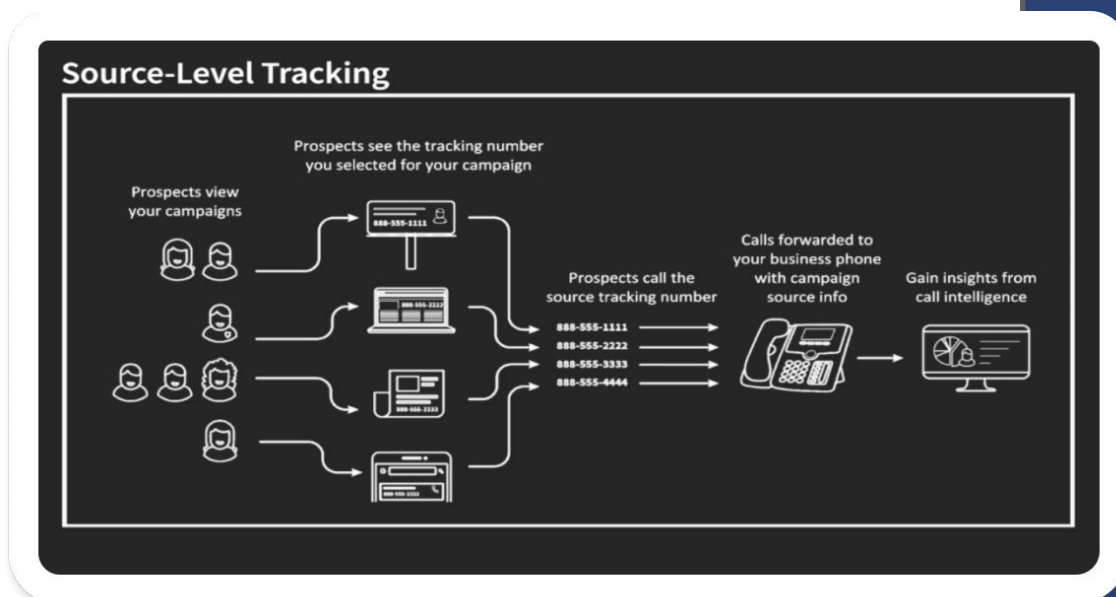 Source-Level Tracking
Prospects see the tracking number
you selected for your campaign
Prospects view
your campaigns
888-555-1111
888-555-2222
Prospects call the
source tracking number
888-555-1111
888-555-2222
888-555-3333
888-555-4444
Calls forwarded to
your business phone
with campaign
source info
Gain insights from
call intelligence